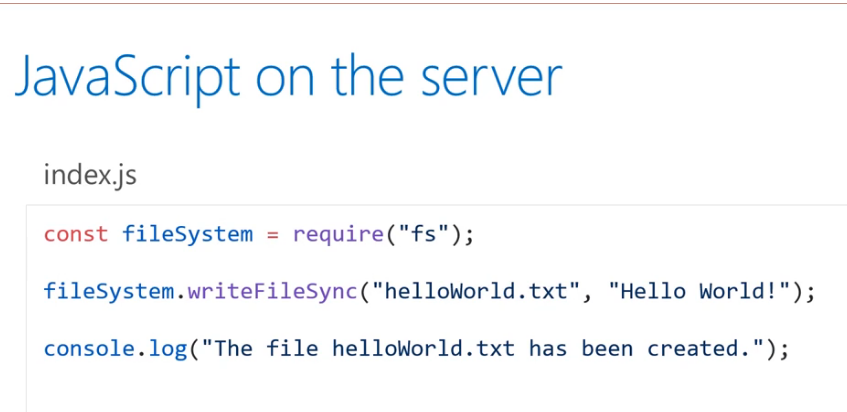 JavaScript on the server
index.js
const fileSystem = require("fs");
fileSystem.writeFileSync("helloWorld.txt", "Hello World!");
console.log("The file helloWorld.txt has been created.");